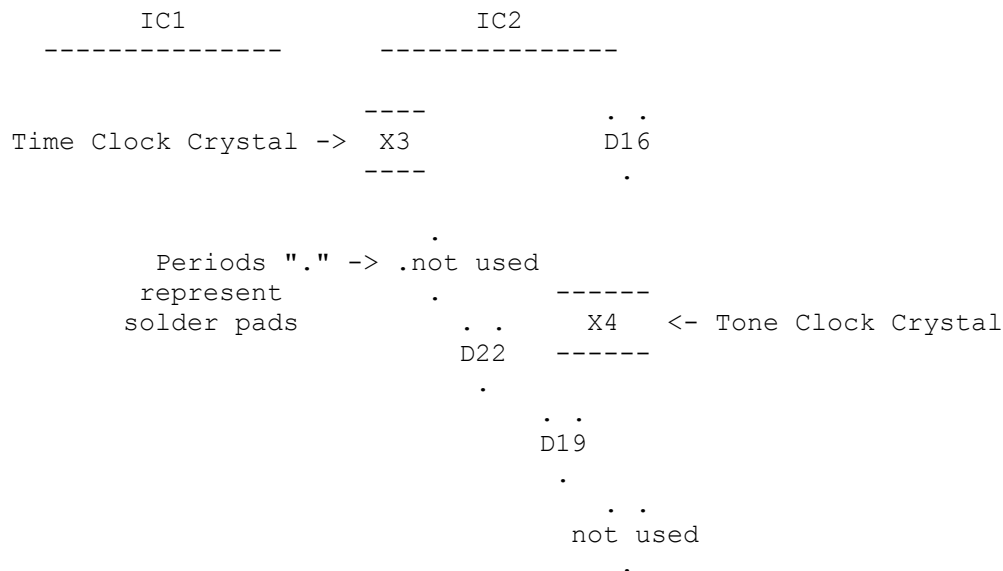 IC1 IC2
--------------- ---------------
---- . .
Time Clock Crystal -> X3 D16
---- .
.
Periods "." -> .not used
represent . ------
solder pads . . X4 <- Tone Clock Crystal
D22 ------
.
. .
D19
.
. .
not used
.